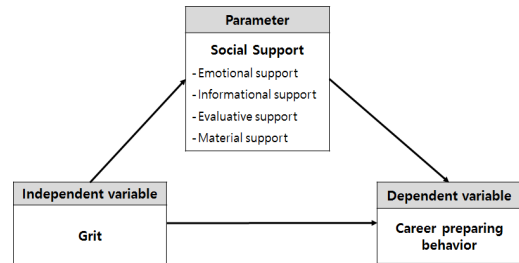 Parameter
Social Support
- Emotional support
- Informational support
- Evaluative support
- Material support
Independent variable
Grit
Dependent variable
Career preparing
behavior